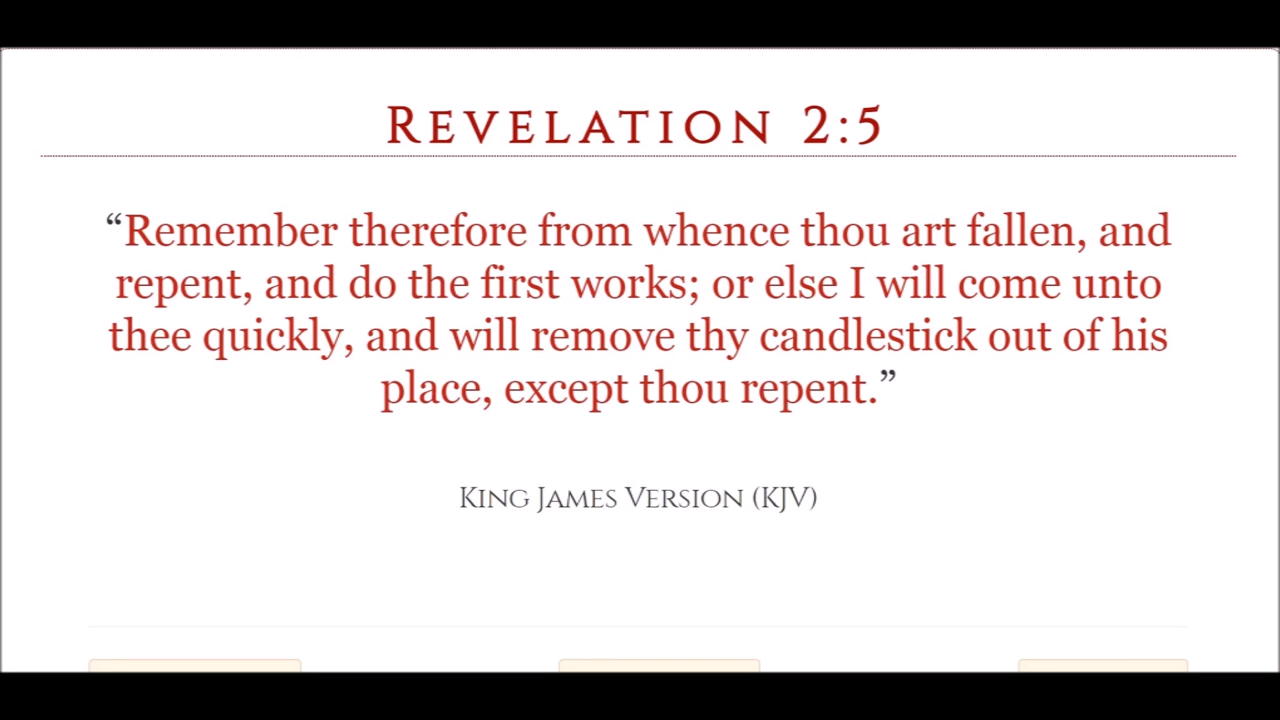 REVELATION 2:5
“Remember therefore from whence thou art fallen, and
repent, and do the first works; or else I will come unto
thee quickly, and will remove thy candlestick out of his
place, except thou repent.”
KING JAMES VERSION (KJV)